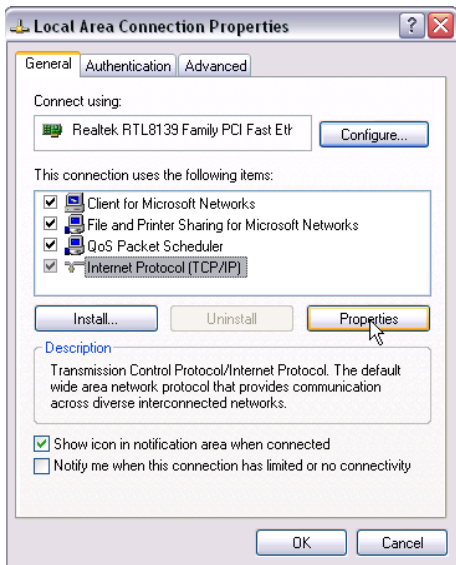 Local Area Connection Properties
General Authentication Advanced
Connect using:
Realtek RTL8139 Family PCI Fast Eth
Configure...
This connection uses the following items:
Client for Microsoft Networks
File and Printer Sharing for Microsoft Networks
QoS Packet Scheduler
Internet Protocol (TCP/IP)
Install... Uninstall Properties
Description
Transmission Control Protocol/Internet Protocol. The default
wide area network protocol that provides communication
across diverse interconnected networks.
Show icon in notification area when connected
Notify me when this connection has limited or no connectivity
OK Cancel